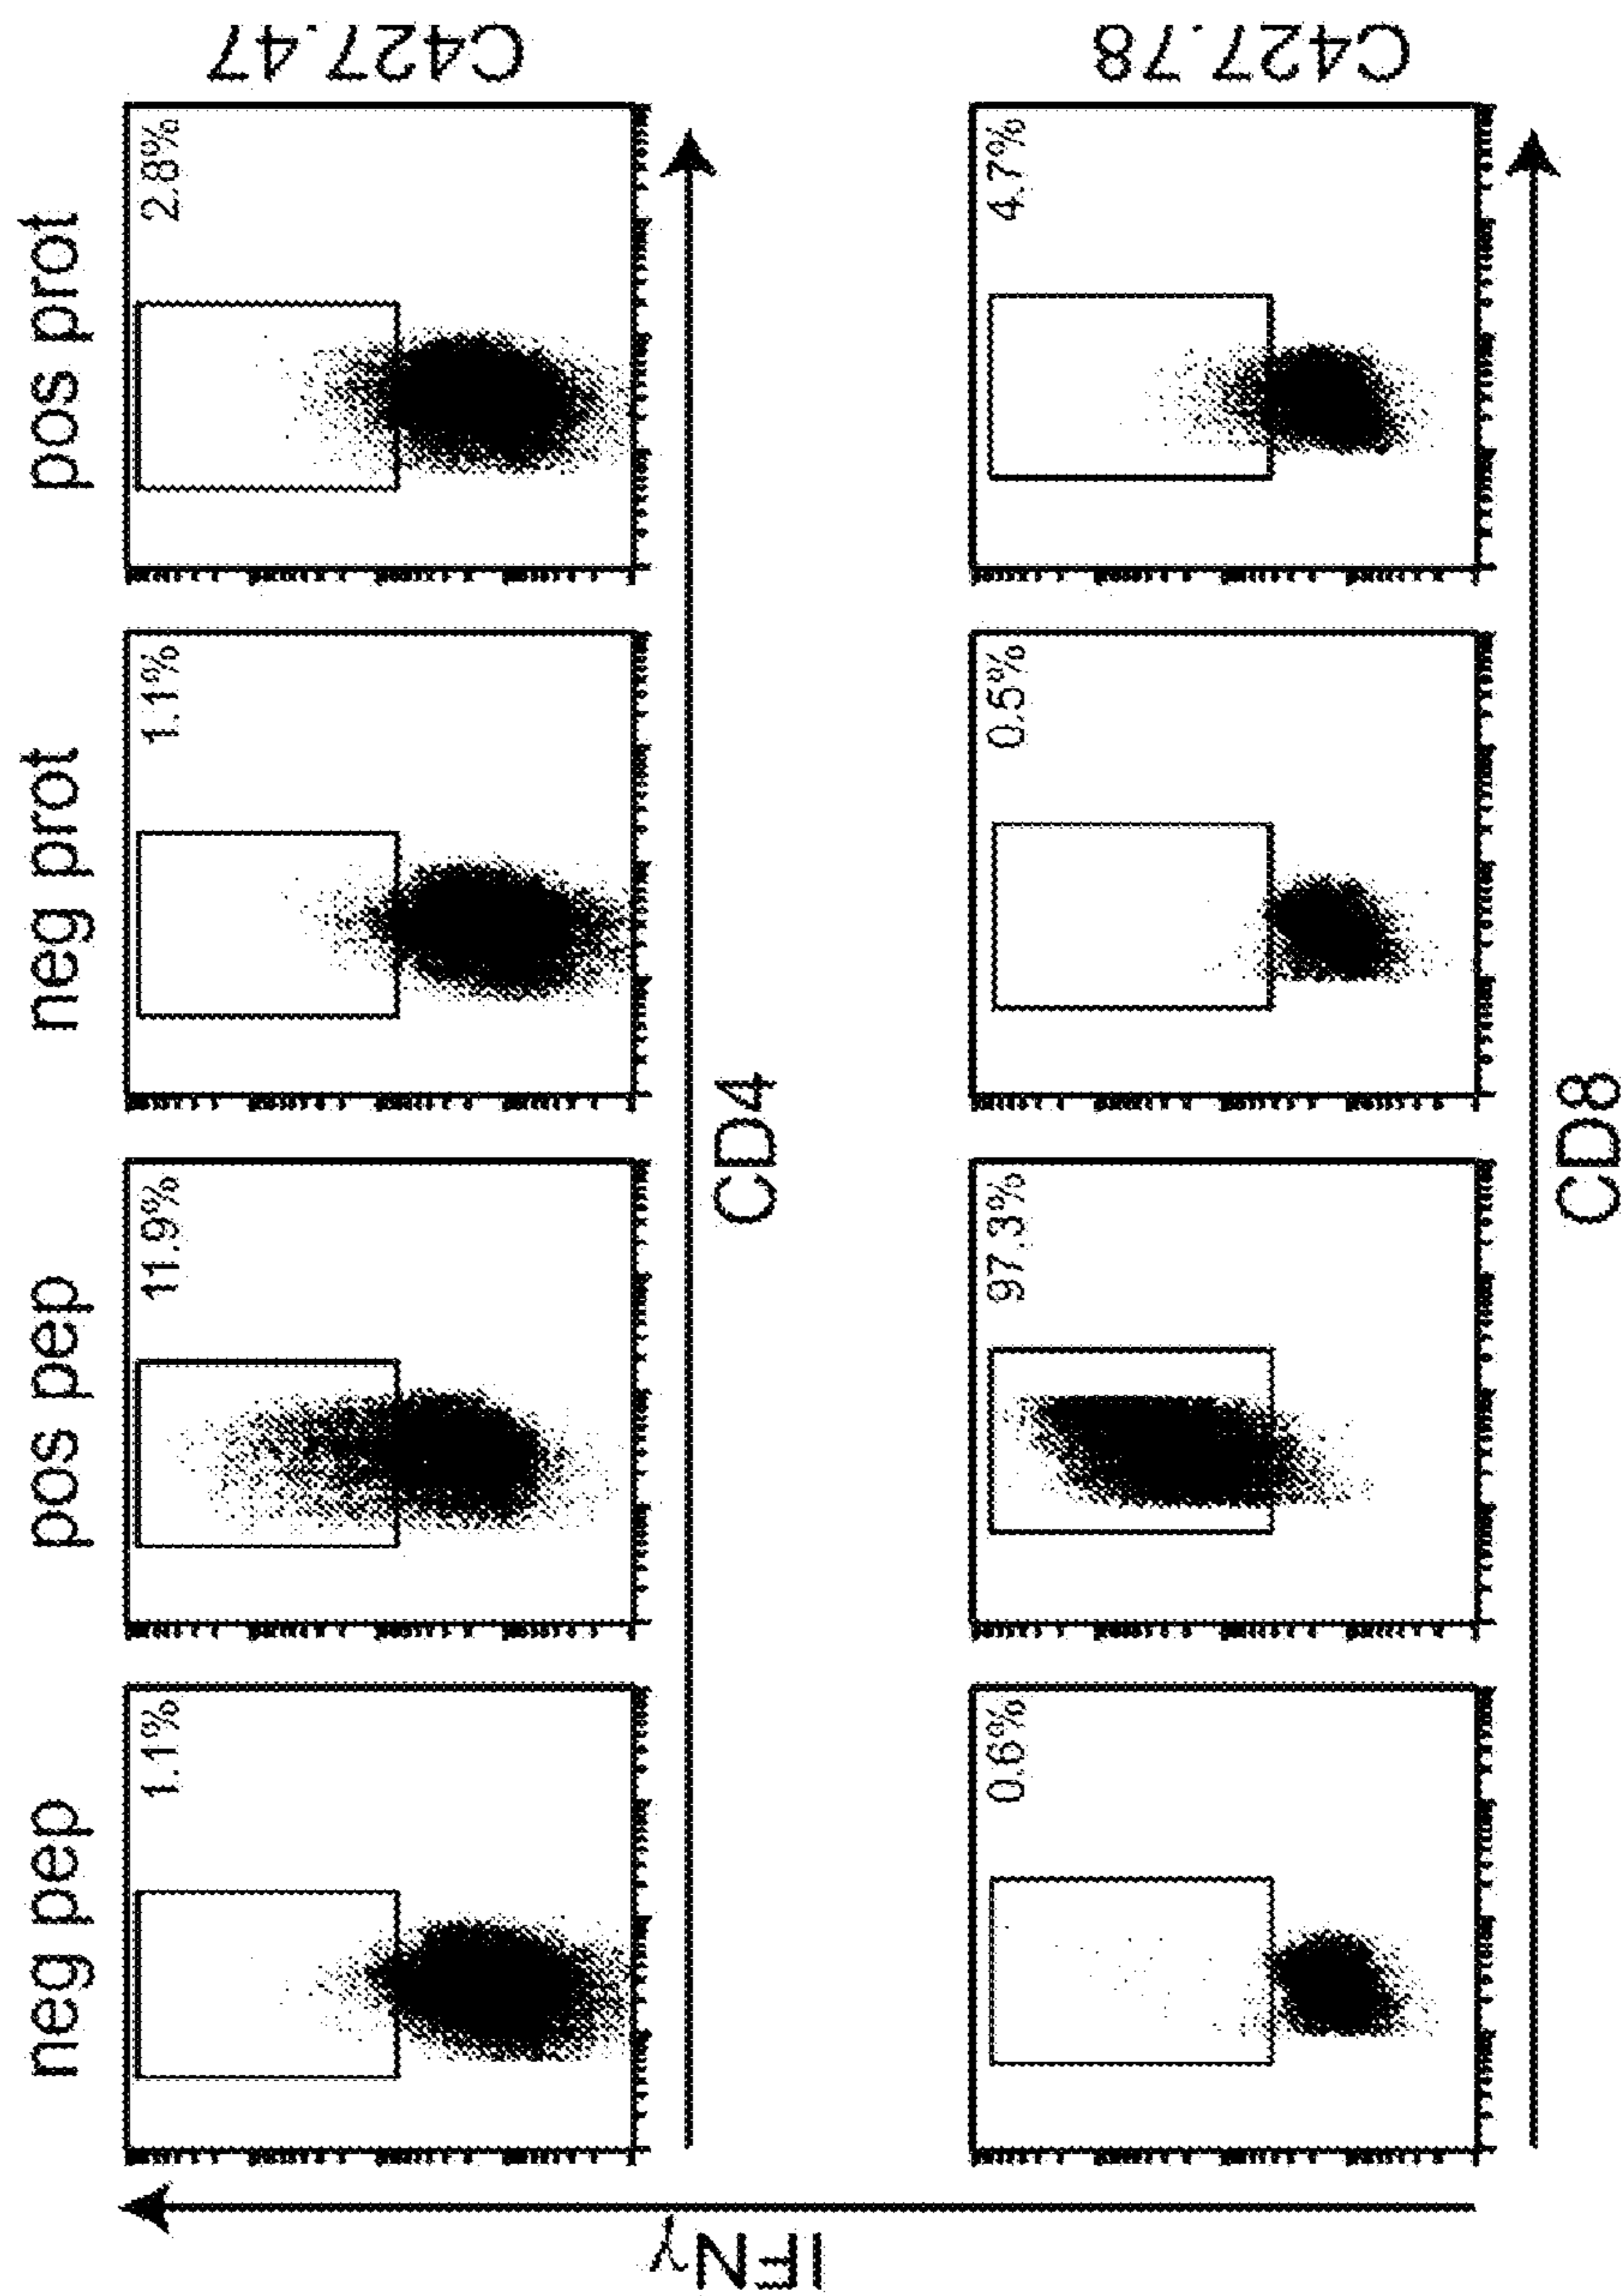 neg pep pos pep neg prot pos prot
1.1% 11.9% 1.1% 2.8%
C427.47
CD4
IFNγ
0.6% 97.3% 0.5% 4.7%
C427.78
CD8